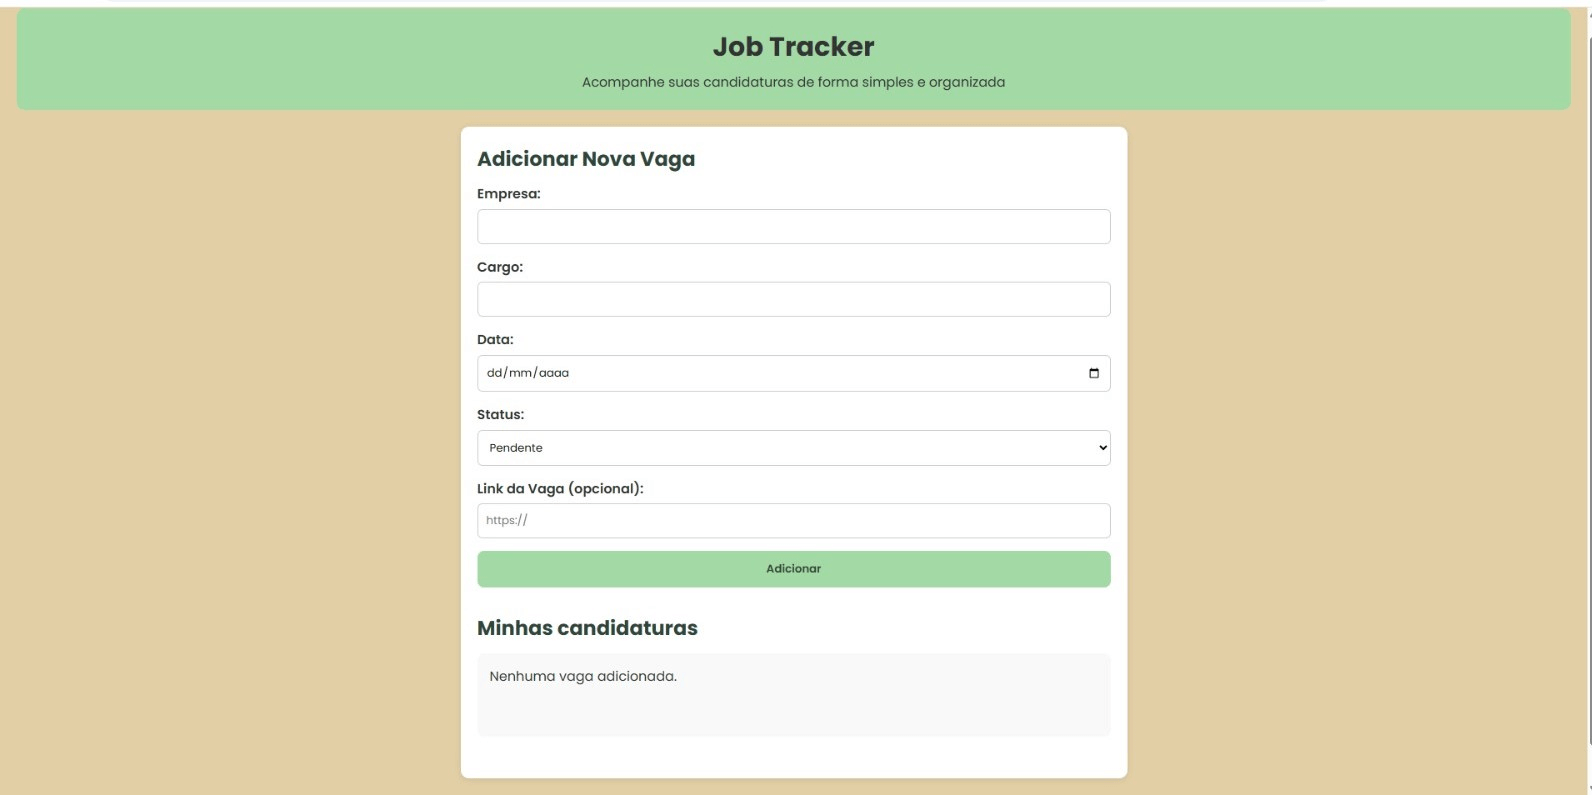 Job Tracker
Acompanhe suas candidaturas de forma simples e organizada
Adicionar Nova Vaga
Empresa:
Cargo:
Data:
dd/mm/aaaa
Status:
Pendente
Link da Vaga (opcional):
https://
Adicionar
Minhas candidaturas
Nenhuma vaga adicionada.